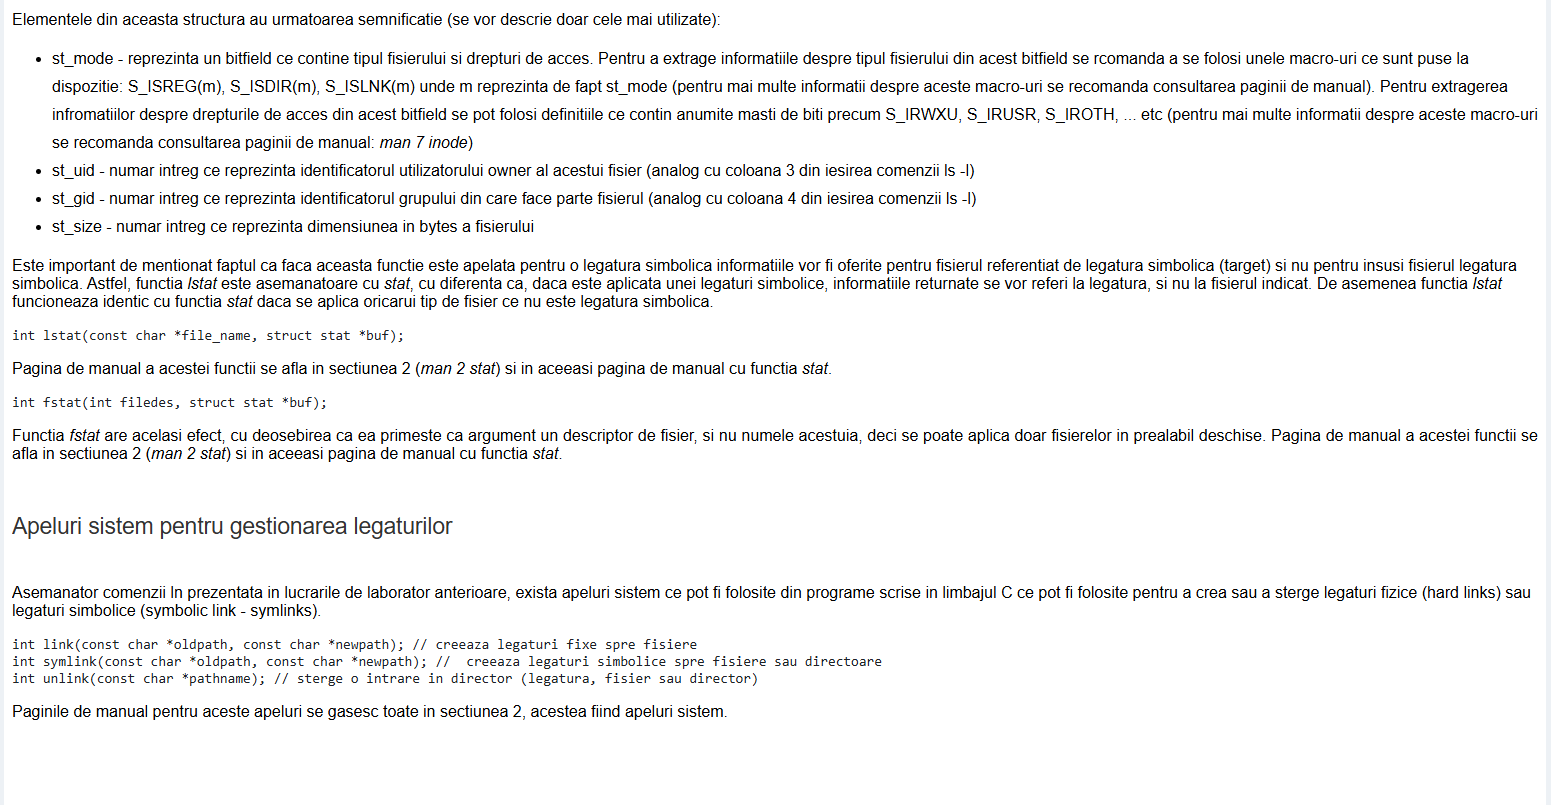 Elementele din aceasta structura au urmatoarea semnificatie (se vor descrie doar cele mai utilizate):
• st_mode - reprezinta un bitfield ce contine tipul fisierului si drepturi de acces. Pentru a extrage informatiile despre tipul fisierului din acest bitfield se rcomanda a se folosi unele macro-uri ce sunt puse la
dispozitie: S_ISREG(m), S_ISDIR(m), S_ISLNK(m) unde m reprezinta de fapt st_mode (pentru mai multe informatii despre aceste macro-uri se recomanda consultarea paginii de manual). Pentru extragerea
infromatiilor despre drepturile de acces din acest bitfield se pot folosi definitiile ce contin anumite masti de biti precum S_IRWXU, S_IRUSR, S_IROTH, ... etc (pentru mai multe informatii despre aceste macro-uri
se recomanda consultarea paginii de manual: man 7 inode)
• st_uid - numar intreg ce reprezinta identificatorul utilizatorului owner al acestui fisier (analog cu coloana 3 din iesirea comenzii ls -l)
• st_gid - numar intreg ce reprezinta identificatorul grupului din care face parte fisierul (analog cu coloana 4 din iesirea comenzii ls -l)
• st_size - numar intreg ce reprezinta dimensiunea in bytes a fisierului
Este important de mentionat faptul ca faca aceasta functie este apelata pentru o legatura simbolica informatiile vor fi oferite pentru fisierul referentiat de legatura simbolica (target) si nu pentru insusi fisierul legatura
simbolica. Astfel, functia lstat este asemanatoare cu stat, cu diferenta ca, daca este aplicata unei legaturi simbolice, informatiile returnate se vor referi la legatura, si nu la fisierul indicat. De asemenea functia lstat
funcioneaza identic cu functia stat daca se aplica oricarui tip de fisier ce nu este legatura simbolica.
int lstat(const char *file_name, struct stat *buf);
Pagina de manual a acestei functii se afla in sectiunea 2 (man 2 stat) si in aceeasi pagina de manual cu functia stat.
int fstat(int filedes, struct stat *buf);
Functia fstat are acelasi efect, cu deosebirea ca ea primeste ca argument un descriptor de fisier, si nu numele acestuia, deci se poate aplica doar fisierelor in prealabil deschise. Pagina de manual a acestei functii se
afla in sectiunea 2 (man 2 stat) si in aceeasi pagina de manual cu functia stat.
Apeluri sistem pentru gestionarea legaturilor
Asemanator comenzii ln prezentata in lucrarile de laborator anterioare, exista apeluri sistem ce pot fi folosite din programe scrise in limbajul C ce pot fi folosite pentru a crea sau a sterge legaturi fizice (hard links) sau
legaturi simbolice (symbolic link - symlinks).
int link(const char *oldpath, const char *newpath); // creeaza legaturi fixe spre fisiere
int symlink(const char *oldpath, const char *newpath); //  creeaza legaturi simbolice spre fisiere sau directoare
int unlink(const char *pathname); // sterge o intrare in director (legatura, fisier sau director)
Paginile de manual pentru aceste apeluri se gasesc toate in sectiunea 2, acestea fiind apeluri sistem.